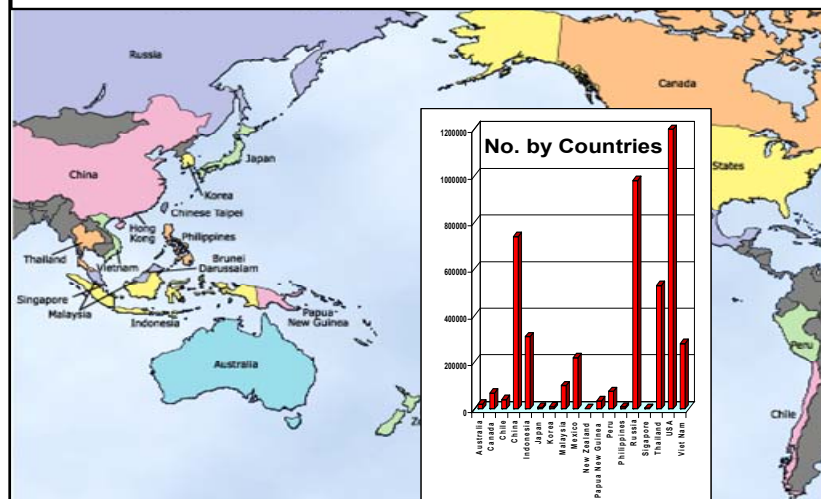 Russia
Canada
China
Japan
Korea
Chinese Taipei
Hong
Kong
Philippines
Thailand
Vietnam
Brunei
Darussalam
Singapore
Malaysia
Indonesia
Papua
New Guinea
Australia
States
Peru
Chile
No. by Countries
1200000
1000000
800000
600000
400000
200000
0
Australia
Canada
Chile
China
Indonesia
Japan
Korea
Malaysia
Mexico
New Zealand
Papua New Guinea
Peru
Philippines
Russia
Sigapore
Thailand
USA
Viet Nam